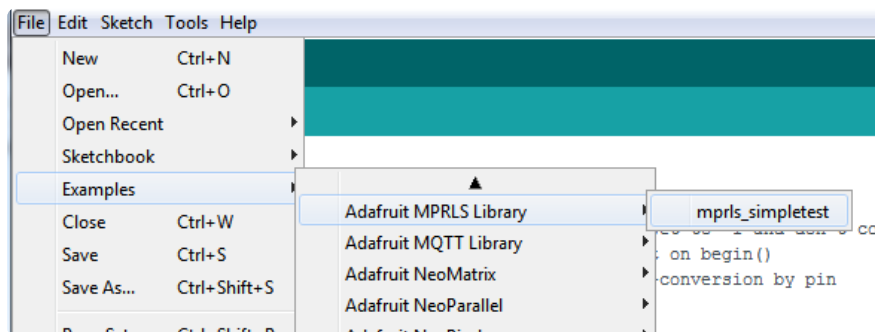 File Edit Sketch Tools Help
New Ctrl+N
Open... Ctrl+O
Open Recent
Sketchbook
Examples
Close Ctrl+W
Save Ctrl+S
Save As... Ctrl+Shift+S
Adafruit MPRLS Library
Adafruit MQTT Library
Adafruit NeoMatrix
Adafruit NeoParallel
mprls_simpletest
on begin()
conversion by pin